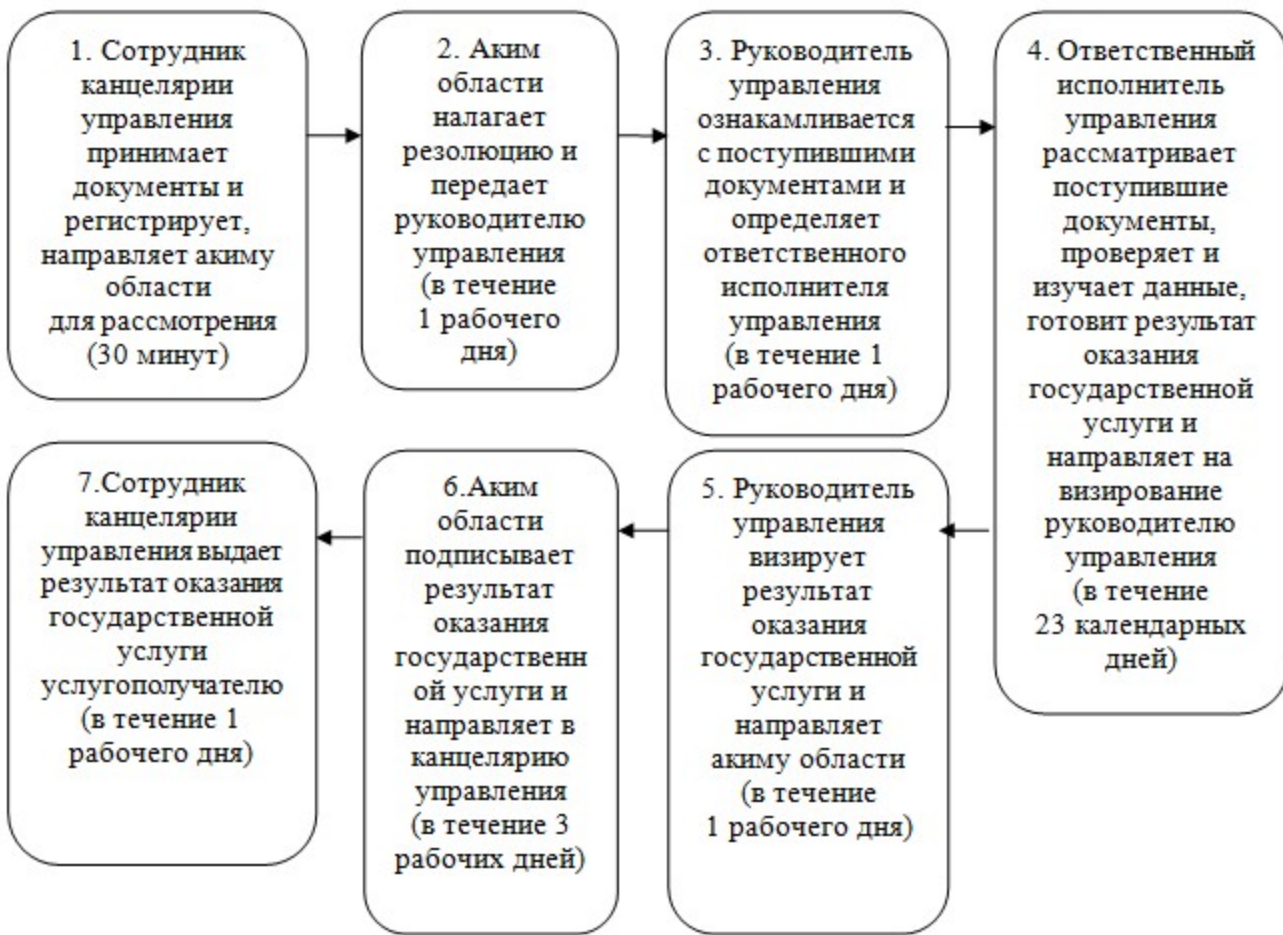 1. Сотрудник
канцелярии
управления
принимает
документы и
регистрирует,
направляет акиму
области
для рассмотрения
(30 минут)
2. Аким
области
налагает
резолюцию и
передает
руководителю
управления
(в течение
1 рабочего
дня)
3. Руководитель
управления
ознакамливается
с поступившими
документами и
определяет
ответственного
исполнителя
управления
(в течение 1
рабочего дня)
4. Ответственный
исполнитель
управления
рассматривает
поступившие
документы,
проверяет и
изучает данные,
готовит результат
оказания
государственной
услуги и
направляет на
визирование
руководителю
управления
(в течение
23 календарных
дней)
5. Руководитель
управления
визирует
результат
оказания
государственной
услуги и
направляет
акиму области
(в течение
1 рабочего дня)
6.Аким
области
подписывает
результат
оказания
государственн
ой услуги и
направляет в
канцелярию
управления
(в течение 3
рабочих дней)
7.Сотрудник
канцелярии
управления выдает
результат оказания
государственной
услуги
услугополучателю
(в течение 1
рабочего дня)